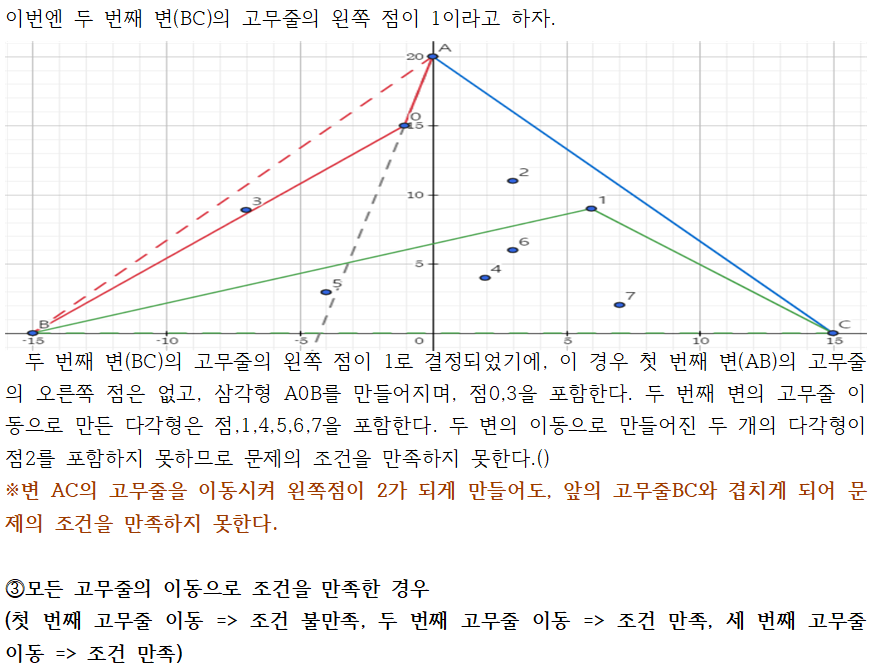 이번엔 두 번째 변(BC)의 고무줄의 왼쪽 점이 1이라고 하자.
A
20
0
15
2
10
3
1
6
5
4
5
7
B
C
-15
-10
-5
0
5
10
15
두 번째 변(BC)의 고무줄의 왼쪽 점이 1로 결정되었기에, 이 경우 첫 번째 변(AB)의 고무줄
의 오른쪽 점은 없고, 삼각형 A0B를 만들어지며, 점0,3을 포함한다. 두 번째 변의 고무줄 이
동으로 만든 다각형은 점,1,4,5,6,7을 포함한다. 두 변의 이동으로 만들어진 두 개의 다각형이
점2를 포함하지 못하므로 문제의 조건을 만족하지 못한다.()
※변 AC의 고무줄을 이동시켜 왼쪽점이 2가 되게 만들어도, 앞의 고무줄BC와 겹치게 되어 문
제의 조건을 만족하지 못한다.
③모든 고무줄의 이동으로 조건을 만족한 경우
(첫 번째 고무줄 이동 => 조건 불만족, 두 번째 고무줄 이동 => 조건 만족, 세 번째 고무줄
이동 => 조건 만족)